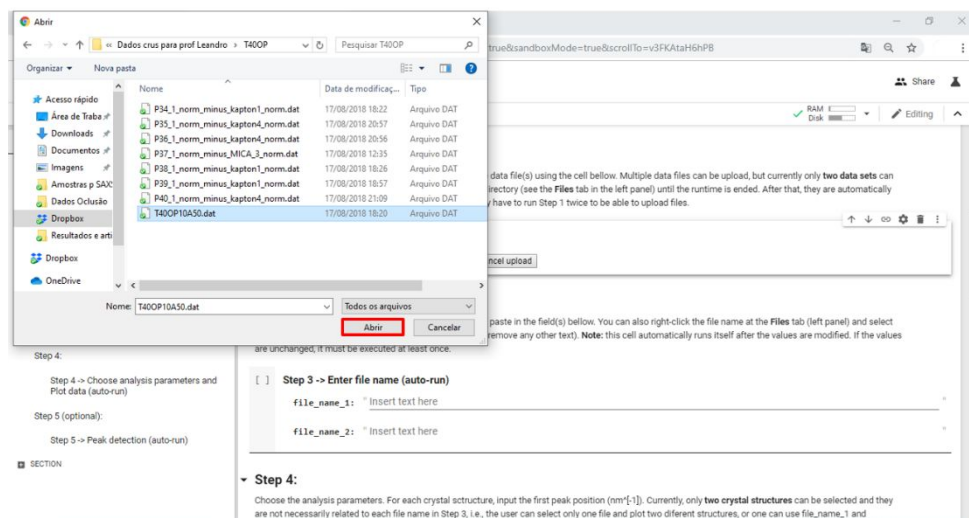 Abrir
« Dados crus para prof Leandro > T40OP
Pesquisar T40OP
true&sandboxMode=true&scrollTo=v3FKAtaH6hPB
Organizar
Nova pasta
Share
Nome
Data de modificaç...
Tipo
Acesso rápido
Área de Traba
Downloads
Documentos
Imagens
Amostras p SAX
Dados Oclusão
Dropbox
Resultados e arti
Dropbox
OneDrive
P34_1_norm_minus_kapton1_norm.dat 17/08/2018 18:22 Arquivo DAT
P35_1_norm_minus_kapton4_norm.dat 17/08/2018 20:57 Arquivo DAT
P36_1_norm_minus_kapton4_norm.dat 17/08/2018 20:56 Arquivo DAT
P37_1_norm_minus_MICA_3_norm.dat 17/08/2018 12:35 Arquivo DAT
P38_1_norm_minus_kapton1_norm.dat 17/08/2018 18:26 Arquivo DAT
P39_1_norm_minus_kapton1_norm.dat 17/08/2018 18:57 Arquivo DAT
P40_1_norm_minus_kapton4_norm.dat 17/08/2018 21:09 Arquivo DAT
T40OP10A50.dat 17/08/2018 18:20 Arquivo DAT
Nome: T40OP10A50.dat
Todos os arquivos
Abrir
Cancelar
RAM
Disk
Editing
data file(s) using the cell bellow. Multiple data files can be upload, but currently only two data sets can
irectory (see the Files tab in the left panel) until the runtime is ended. After that, they are automatically
y have to run Step 1 twice to be able to upload files.
ncel upload
paste in the field(s) bellow. You can also right-click the file name at the Files tab (left panel) and select
remove any other text). Note: this cell automatically runs itself after the values are modified. If the values
are unchanged, it must be executed at least once.
Step 4:
Step 4 -> Choose analysis parameters and
Plot data (auto-run)
Step 5 (optional):
Step 5 -> Peak detection (auto-run)
SECTION
[ ] Step 3 -> Enter file name (auto-run)
file_name_1: " Insert text here "
file_name_2: " Insert text here "
Step 4:
Choose the analysis parameters. For each crystal sctructure, input the first peak position (nm^[-1]). Currently, only two crystal structures can be selected and they
are not necessarily related to each file name in Step 3, i.e., the user can select only one file and plot two diferent structures, or one can use file_name_1 and